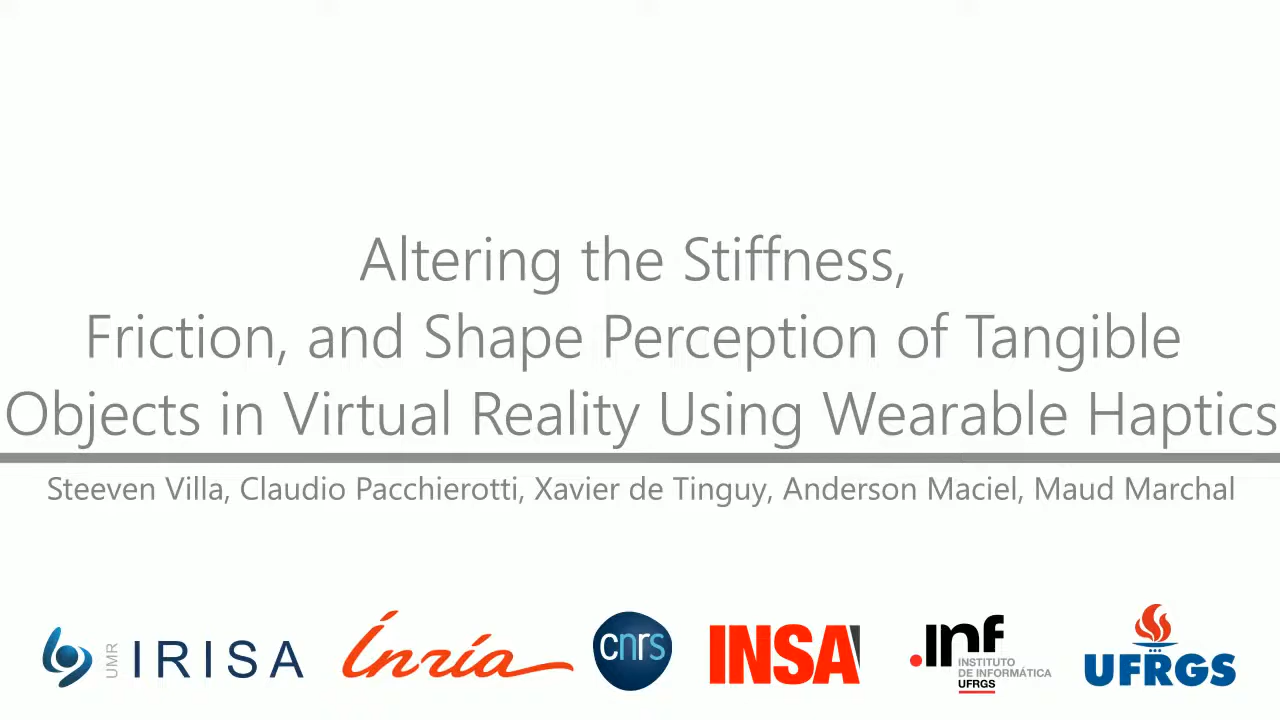 Altering the Stiffness,
Friction, and Shape Perception of Tangible
Objects in Virtual Reality Using Wearable Haptics
Steeven Villa, Claudio Pacchierotti, Xavier de Tinguy, Anderson Maciel, Maud Marchal
UMR IRISA
Inría
cnrs
INSA
.inf
INSTITUTO
DE INFORMÁTICA
UFRGS
UFRGS